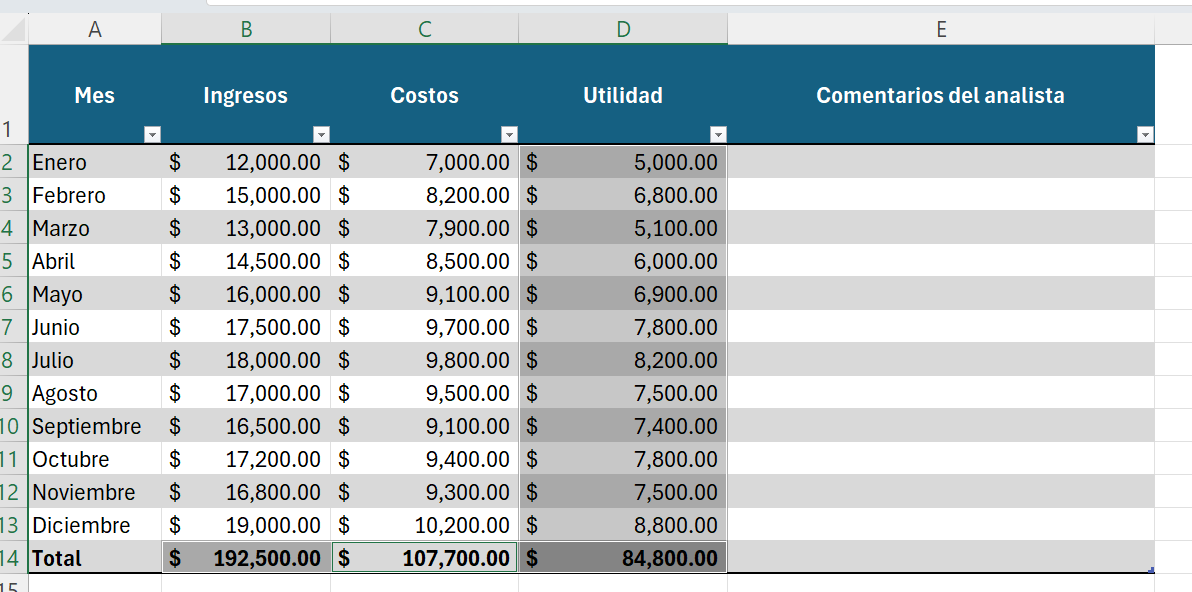 A B C D E
1 Mes Ingresos Costos Utilidad Comentarios del analista
2 Enero $ 12,000.00 $ 7,000.00 $ 5,000.00
3 Febrero $ 15,000.00 $ 8,200.00 $ 6,800.00
4 Marzo $ 13,000.00 $ 7,900.00 $ 5,100.00
5 Abril $ 14,500.00 $ 8,500.00 $ 6,000.00
6 Mayo $ 16,000.00 $ 9,100.00 $ 6,900.00
7 Junio $ 17,500.00 $ 9,700.00 $ 7,800.00
8 Julio $ 18,000.00 $ 9,800.00 $ 8,200.00
9 Agosto $ 17,000.00 $ 9,500.00 $ 7,500.00
10 Septiembre $ 16,500.00 $ 9,100.00 $ 7,400.00
11 Octubre $ 17,200.00 $ 9,400.00 $ 7,800.00
12 Noviembre $ 16,800.00 $ 9,300.00 $ 7,500.00
13 Diciembre $ 19,000.00 $ 10,200.00 $ 8,800.00
14 Total $ 192,500.00 $ 107,700.00 $ 84,800.00
15